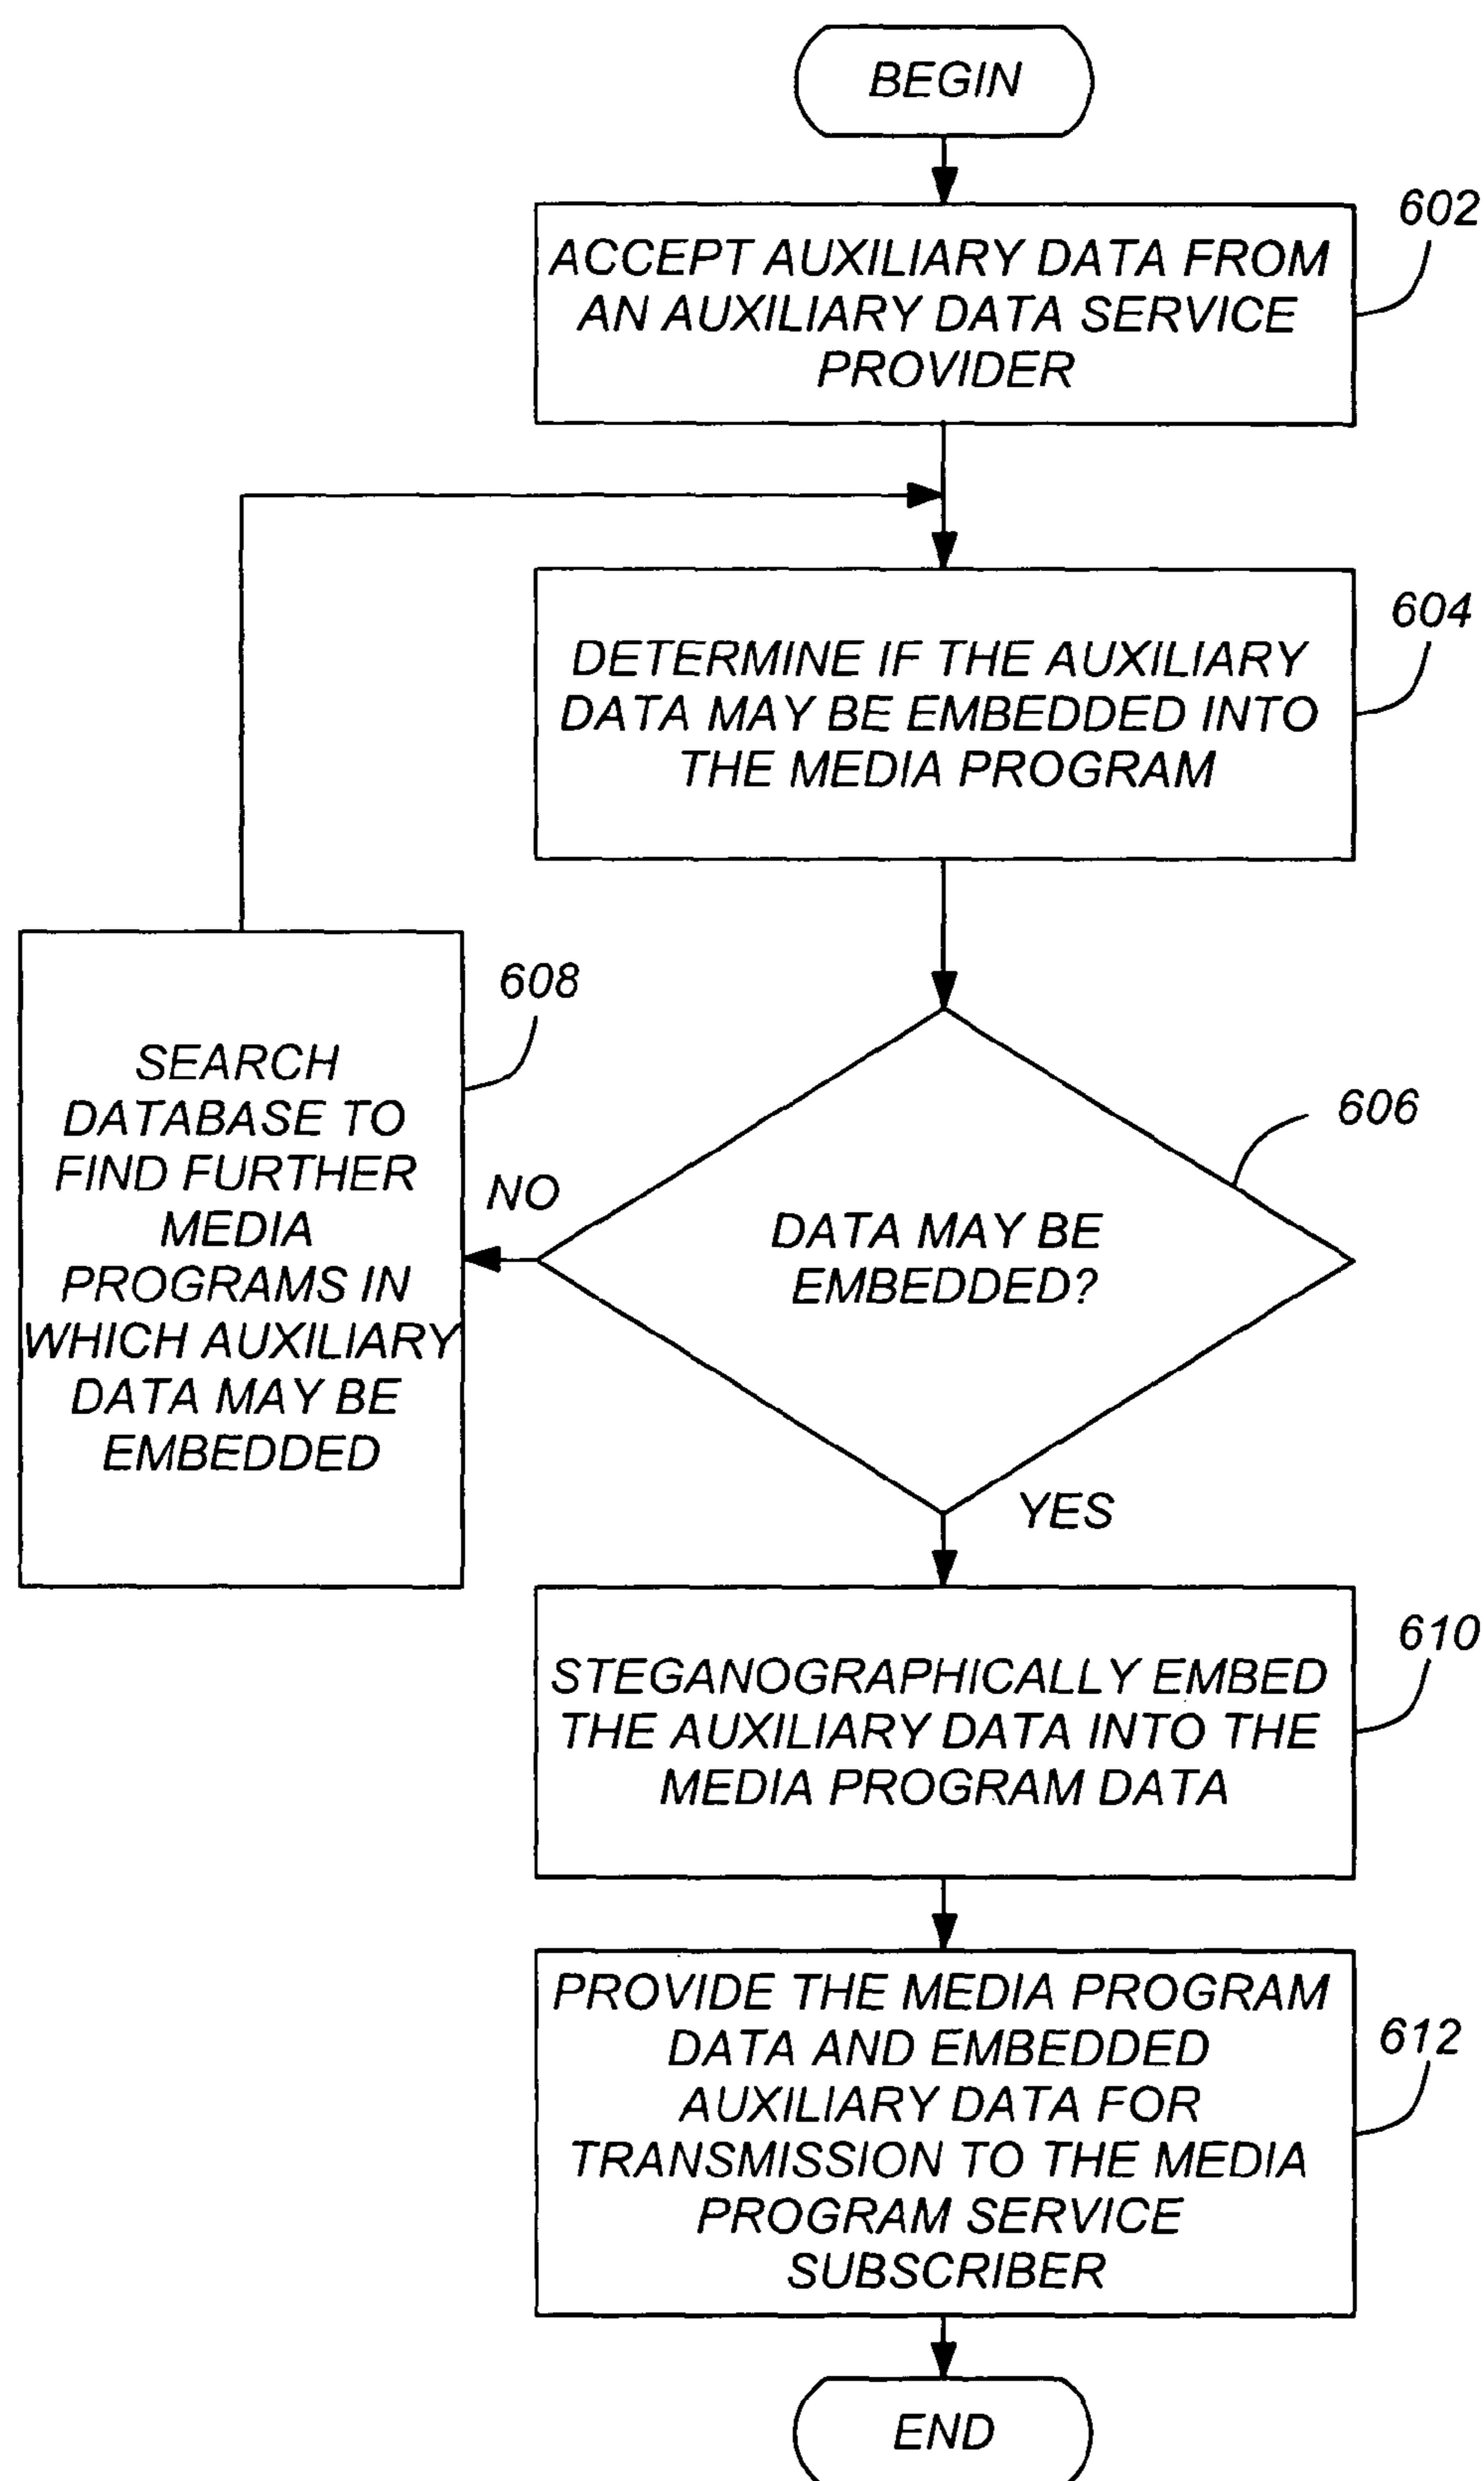 BEGIN
602
ACCEPT AUXILIARY DATA FROM
AN AUXILIARY DATA SERVICE
PROVIDER
604
DETERMINE IF THE AUXILIARY
DATA MAY BE EMBEDDED INTO
THE MEDIA PROGRAM
608
SEARCH
DATABASE TO
FIND FURTHER
MEDIA
PROGRAMS IN
WHICH AUXILIARY
DATA MAY BE
EMBEDDED
NO
606
DATA MAY BE
EMBEDDED?
YES
610
STEGANOGRAPHICALLY EMBED
THE AUXILIARY DATA INTO THE
MEDIA PROGRAM DATA
612
PROVIDE THE MEDIA PROGRAM
DATA AND EMBEDDED
AUXILIARY DATA FOR
TRANSMISSION TO THE MEDIA
PROGRAM SERVICE
SUBSCRIBER
END